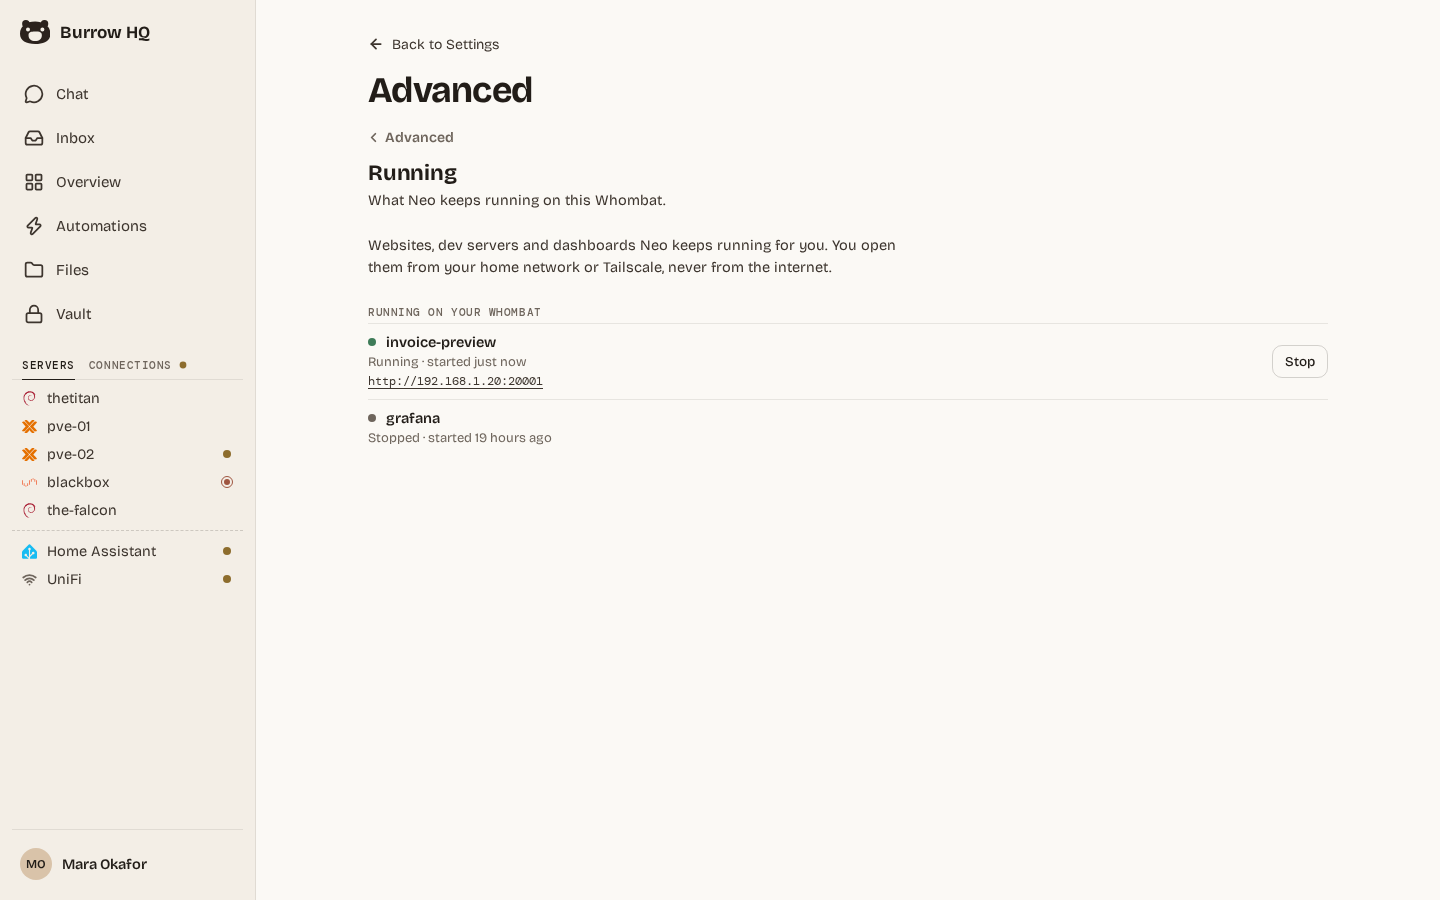 Burrow HQ
Chat
Inbox
Overview
Automations
Files
Vault
SERVERS CONNECTIONS
thetitan
pve-01
pve-02
blackbox
the-falcon
Home Assistant
UniFi
MO Mara Okafor
Back to Settings
Advanced
Advanced
Running
What Neo keeps running on this Whombat.
Websites, dev servers and dashboards Neo keeps running for you. You open
them from your home network or Tailscale, never from the internet.
RUNNING ON YOUR WHOMBAT
invoice-preview
Running · started just now
http://192.168.1.20:20001
Stop
grafana
Stopped · started 19 hours ago